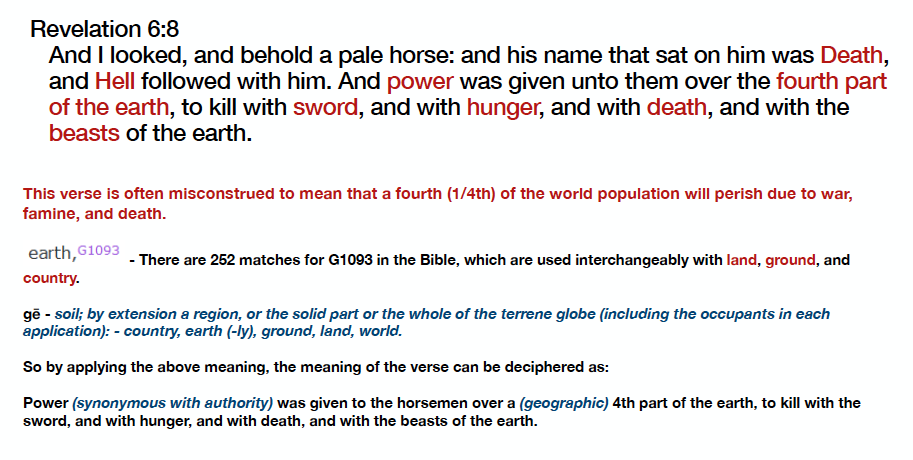 Revelation 6:8
And I looked, and behold a pale horse: and his name that sat on him was Death,
and Hell followed with him. And power was given unto them over the fourth part
of the earth, to kill with sword, and with hunger, and with death, and with the
beasts of the earth.
This verse is often misconstrued to mean that a fourth (1/4th) of the world population will perish due to war,
famine, and death.
earth,G1093 - There are 252 matches for G1093 in the Bible, which are used interchangeably with land, ground, and
country.
gē - soil; by extension a region, or the solid part or the whole of the terrene globe (including the occupants in each
application): - country, earth (-ly), ground, land, world.
So by applying the above meaning, the meaning of the verse can be deciphered as:
Power (synonymous with authority) was given to the horsemen over a (geographic) 4th part of the earth, to kill with the
sword, and with hunger, and with death, and with the beasts of the earth.